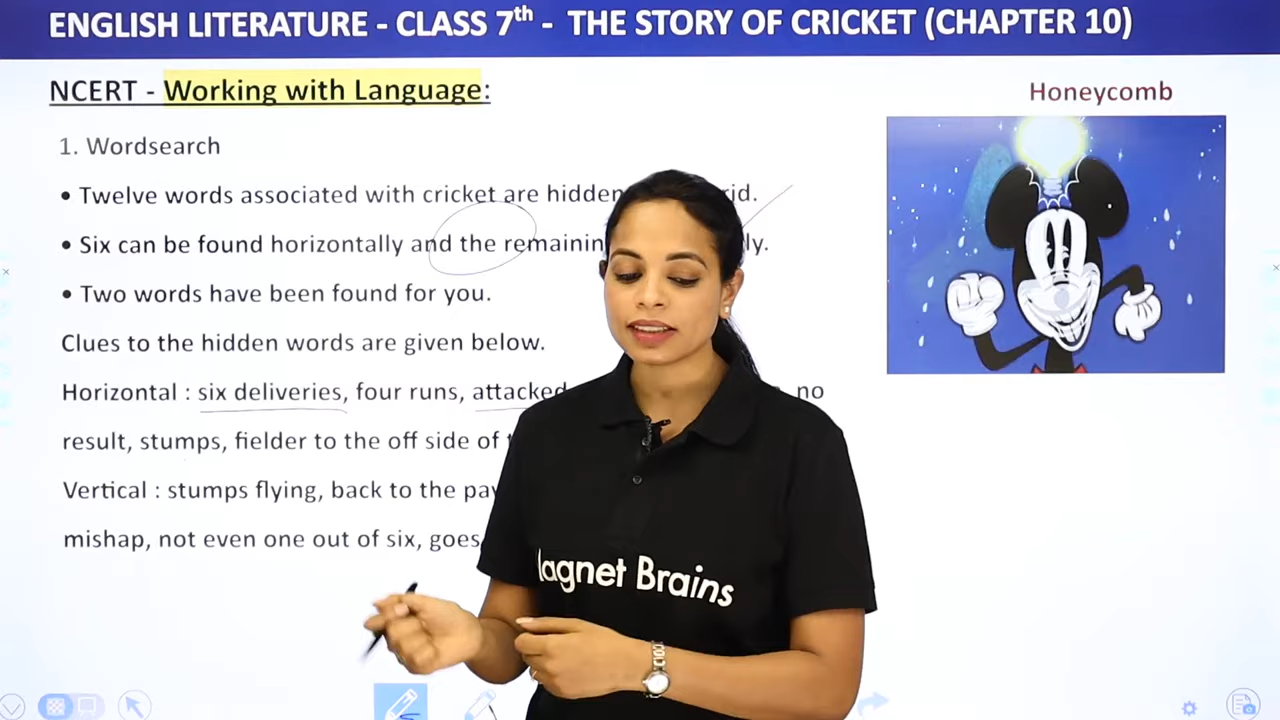 ENGLISH LITERATURE - CLASS 7th - THE STORY OF CRICKET (CHAPTER 10)
NCERT - Working with Language:
Honeycomb
1. Wordsearch
• Twelve words associated with cricket are hidden
• Six can be found horizontally and the
• Two words have been found for you.
Clues to the hidden words are given below.
Horizontal : six deliveries, four runs, attacked no
result, stumps, fielder to the off side of
Vertical : stumps flying, back to the
mishap, not even one out of six, goes
Brains